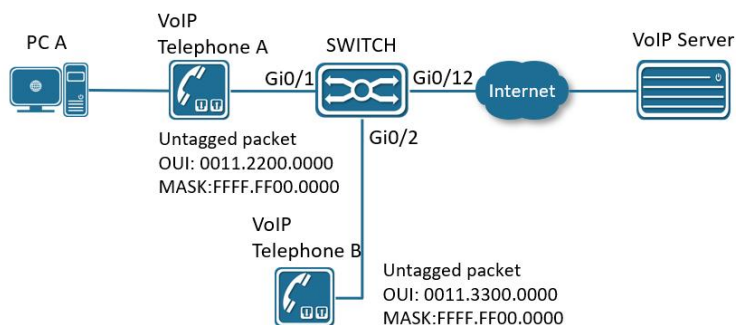 VoIP
Telephone A
PC A
SWITCH
VoIP Server
Gi0/1
Gi0/12
Internet
Untagged packet
OUI: 0011.2200.0000
MASK:FFFF.FF00.0000
Gi0/2
VoIP
Telephone B
Untagged packet
OUI: 0011.3300.0000
MASK:FFFF.FF00.0000